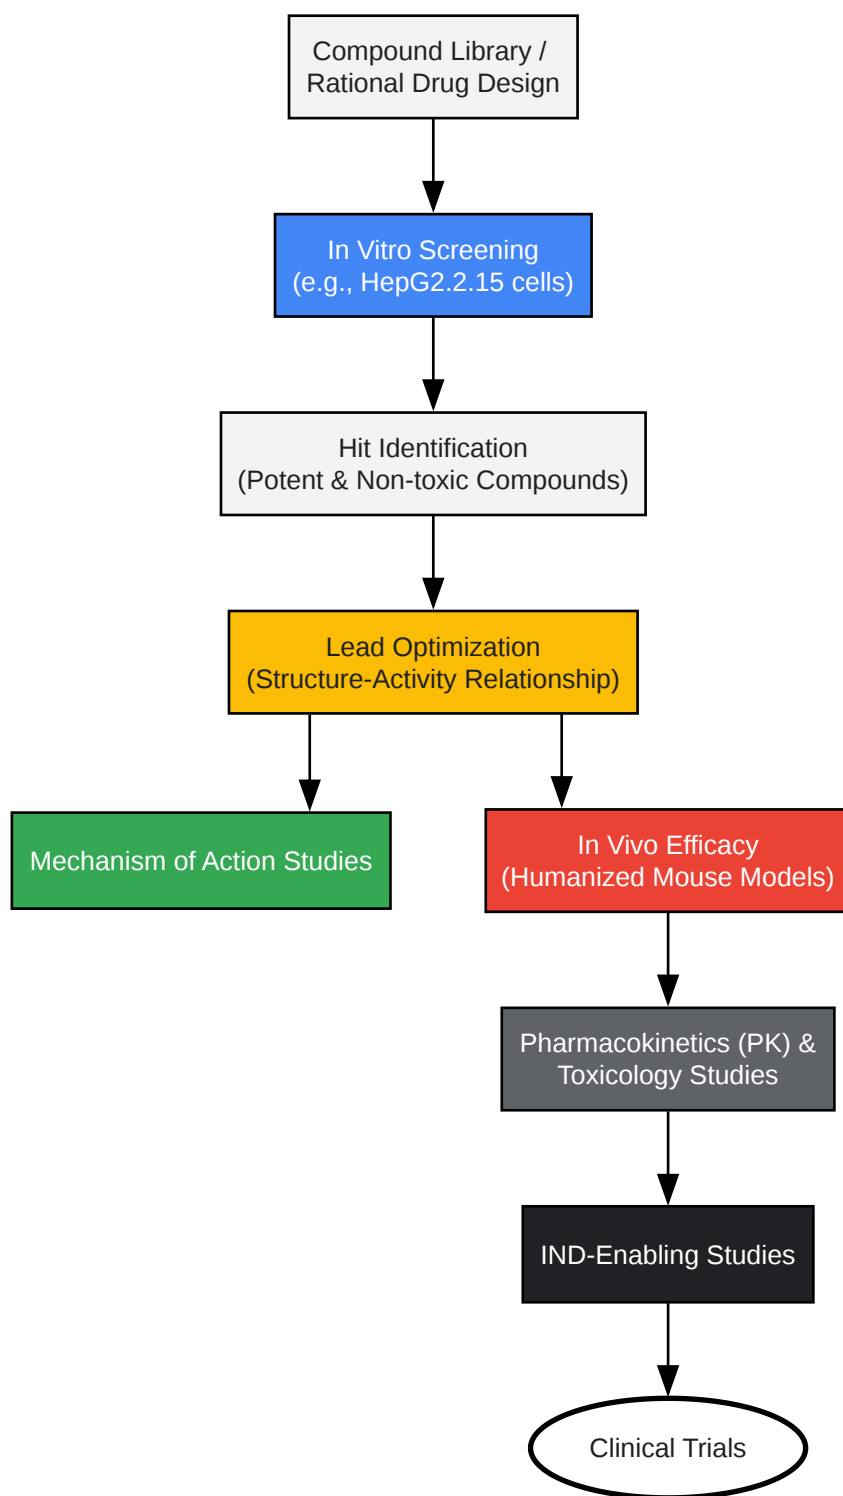 Compound Library /
Rational Drug Design
In Vitro Screening
(e.g., HepG2.2.15 cells)
Hit Identification
(Potent & Non-toxic Compounds)
Lead Optimization
(Structure-Activity Relationship)
Mechanism of Action Studies
In Vivo Efficacy
(Humanized Mouse Models)
Pharmacokinetics (PK) &
Toxicology Studies
IND-Enabling Studies
Clinical Trials